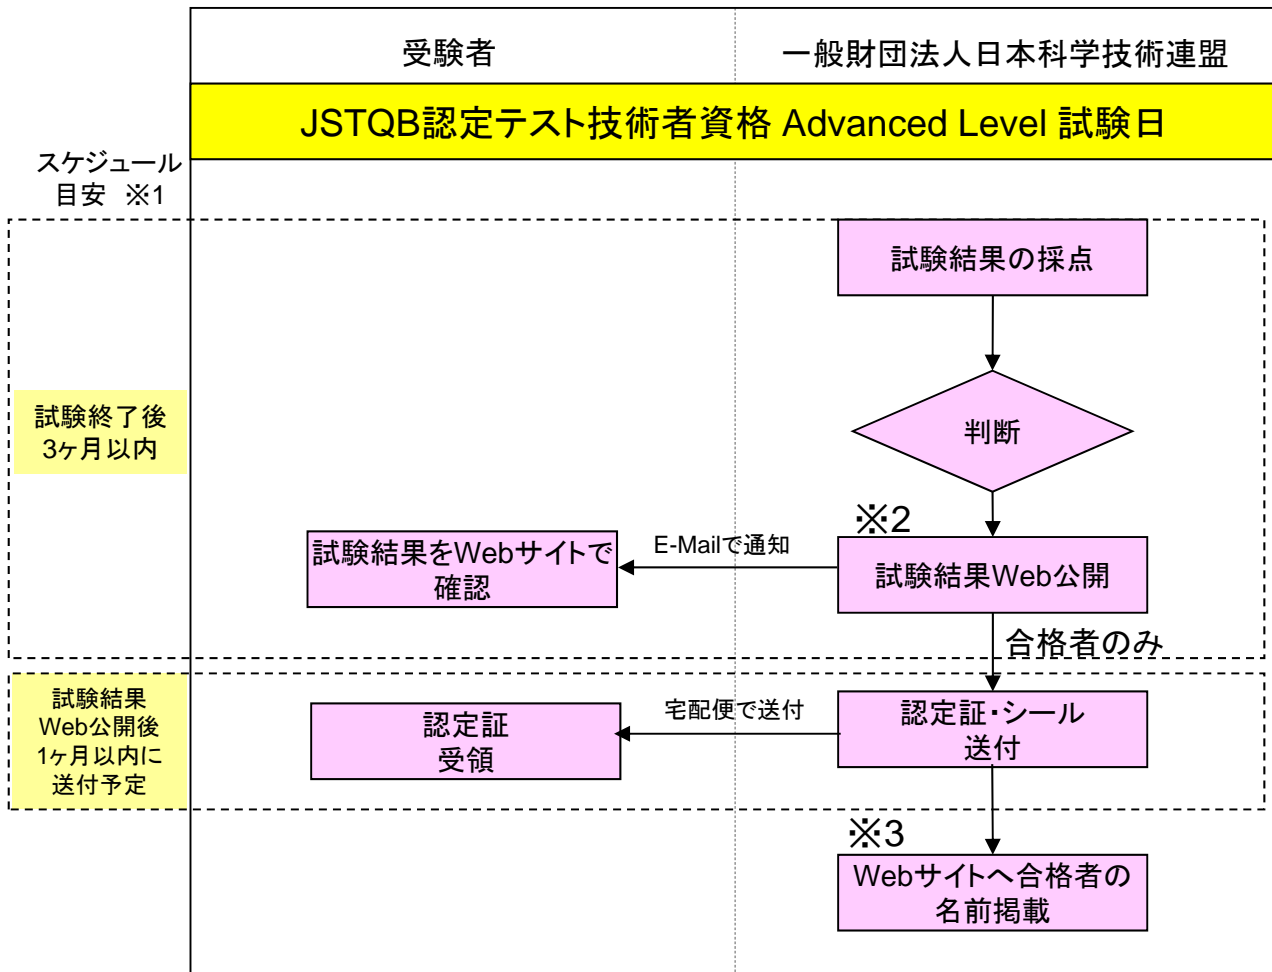 受験者
一般財団法人日本科学技術連盟
JSTQB認定テスト技術者資格 Advanced Level 試験日
スケジュール
目安 ※1
試験結果の採点
試験終了後
3ヶ月以内
判断
※2
試験結果をWebサイトで
確認
E-Mailで通知
試験結果Web公開
合格者のみ
試験結果
Web公開後
1ヶ月以内に
送付予定
認定証
受領
宅配便で送付
認定証・シール
送付
※3
Webサイトへ合格者の
名前掲載